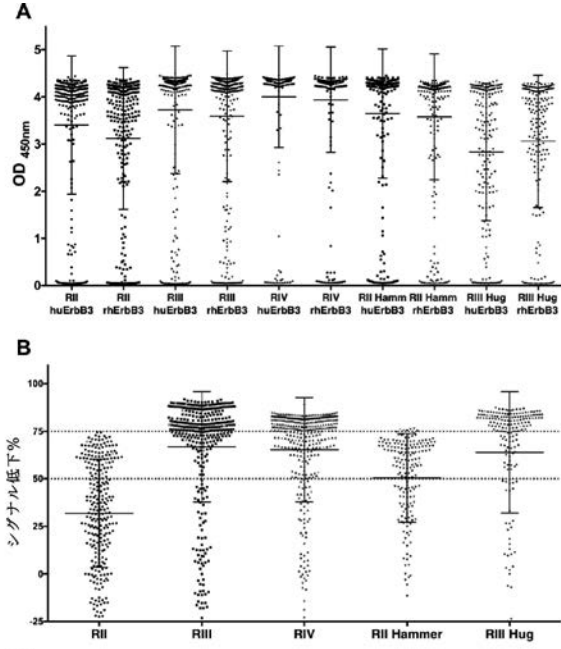 A
5
4
3
2
1
0
OD 450nm
RII huErbB3
RII rhErbB3
RIII huErbB3
RIII rhErbB3
RIV huErbB3
RIV rhErbB3
RII Hamm huErbB3
RII Hamm rhErbB3
RIII Hug huErbB3
RIII Hug rhErbB3
B
100
75
50
25
0
-25
シグナル低下%
RII
RIII
RIV
RII Hammer
RIII Hug